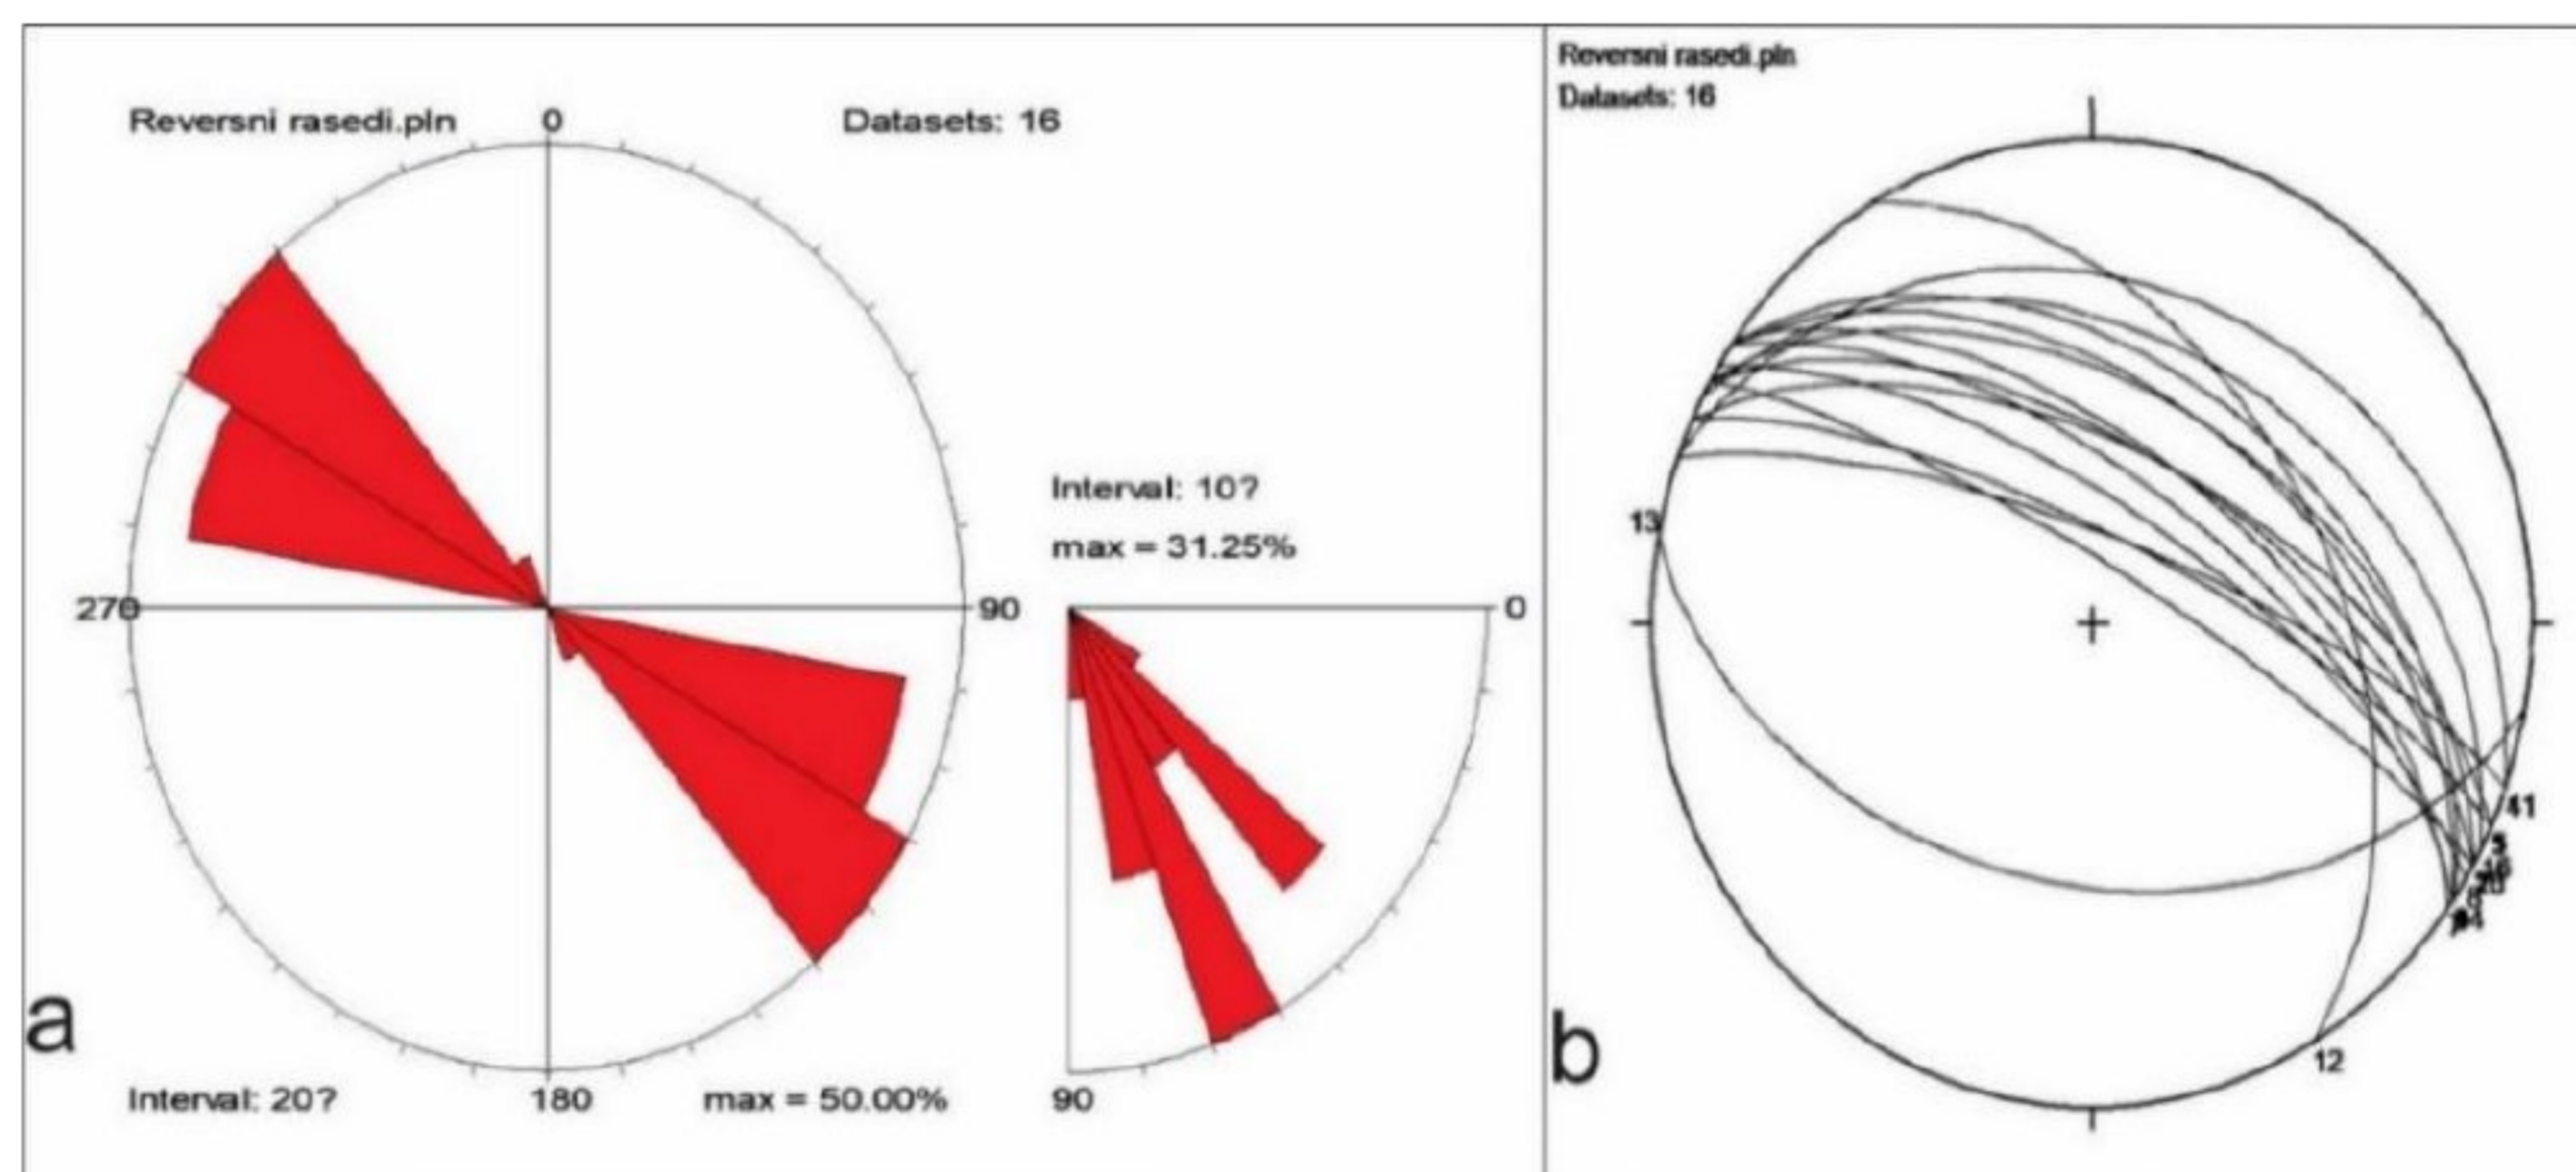 Reversni rasedi.pln
0
Datasets: 16
270
90
Interval: 10?
max = 31.25%
0
a
Interval: 20?
180
max = 50.00%
90
Reversni rasedi.pln
Datasets: 16
13
41
5
12
b